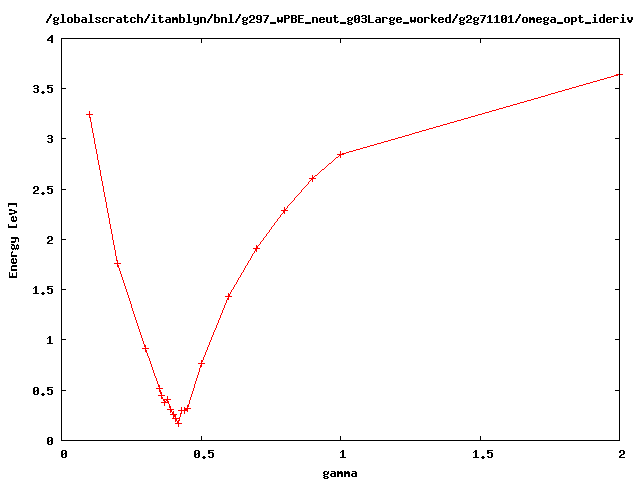 /globalscratch/itamblyn/bnl/g297_wPBE_neut_g03Large_worked/g2g71101/omega_opt_ideriv
4
3.5
3
2.5
2
1.5
1
0.5
0
Energy [eV]
0 0.5 1 1.5 2
gamma